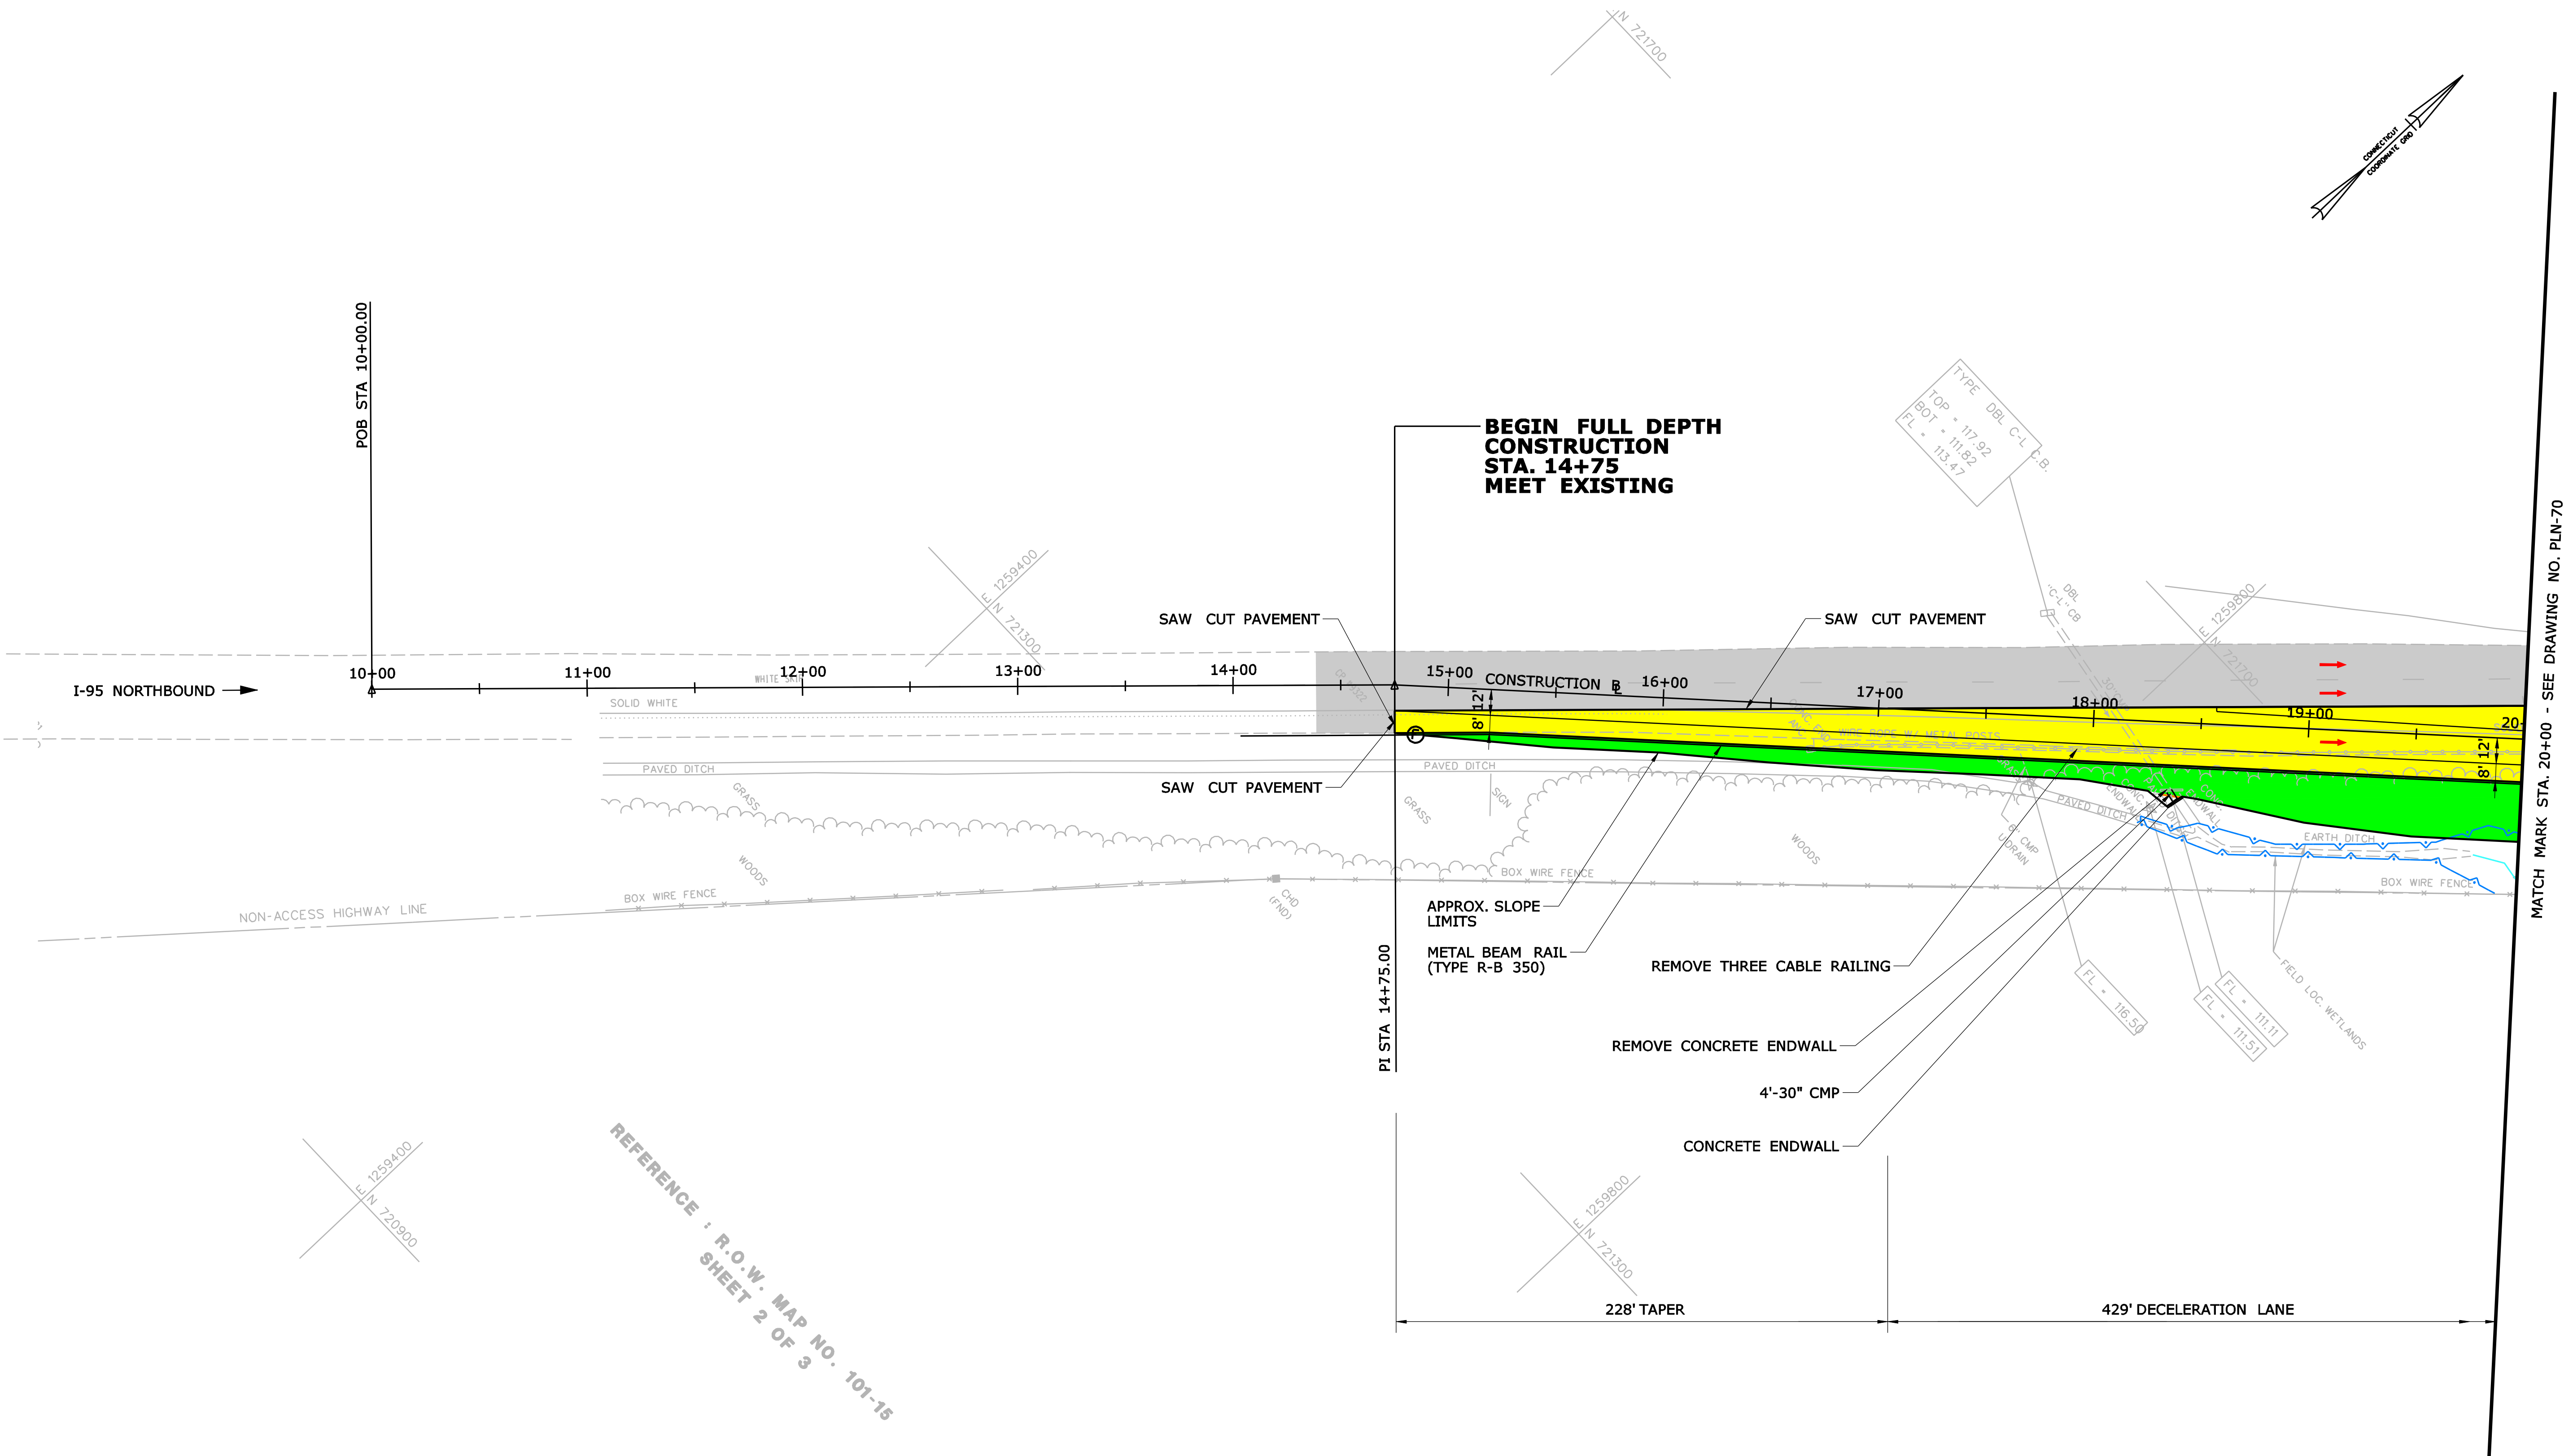 N 721700
CONNECTICUT
COORDINATE GRID
POB STA 10+00.00
TYPE DBL C-L C.B.
TOP = 117.92
BOT = 111.82
FL = 113.47
BEGIN FULL DEPTH
CONSTRUCTION
STA. 14+75
MEET EXISTING
MATCH MARK STA. 20+00 - SEE DRAWING NO. PLN-70
E 1259400
N 721300
DBL
"C-L" CB
E 1259800
N 721700
SAW CUT PAVEMENT
SAW CUT PAVEMENT
I-95 NORTHBOUND
10+00
11+00
12+00
13+00
14+00
15+00
16+00
17+00
18+00
19+00
20+
WHITE SKIP
CONSTRUCTION BL
SOLID WHITE
8' 12'
8' 12'
WIRE ROPE W/ METAL POSTS
PAVED DITCH
PAVED DITCH
SAW CUT PAVEMENT
GRASS
GRASS
SIGN
PAVED DITCH
EARTH DITCH
WOODS
WOODS
6" CMP
U'DRAIN
BOX WIRE FENCE
BOX WIRE FENCE
BOX WIRE FENCE
NON-ACCESS HIGHWAY LINE
CHD
(FND)
APPROX. SLOPE
LIMITS
METAL BEAM RAIL
(TYPE R-B 350)
REMOVE THREE CABLE RAILING
PI STA 14+75.00
FL = 116.50
FL = 111.11
FL = 111.51
FIELD LOC. WETLANDS
REMOVE CONCRETE ENDWALL
4'-30" CMP
CONCRETE ENDWALL
E 1259400
N 720900
REFERENCE : R.O.W. MAP NO. 101-15
SHEET 2 OF 3
E 1259800
N 721300
228' TAPER
429' DECELERATION LANE